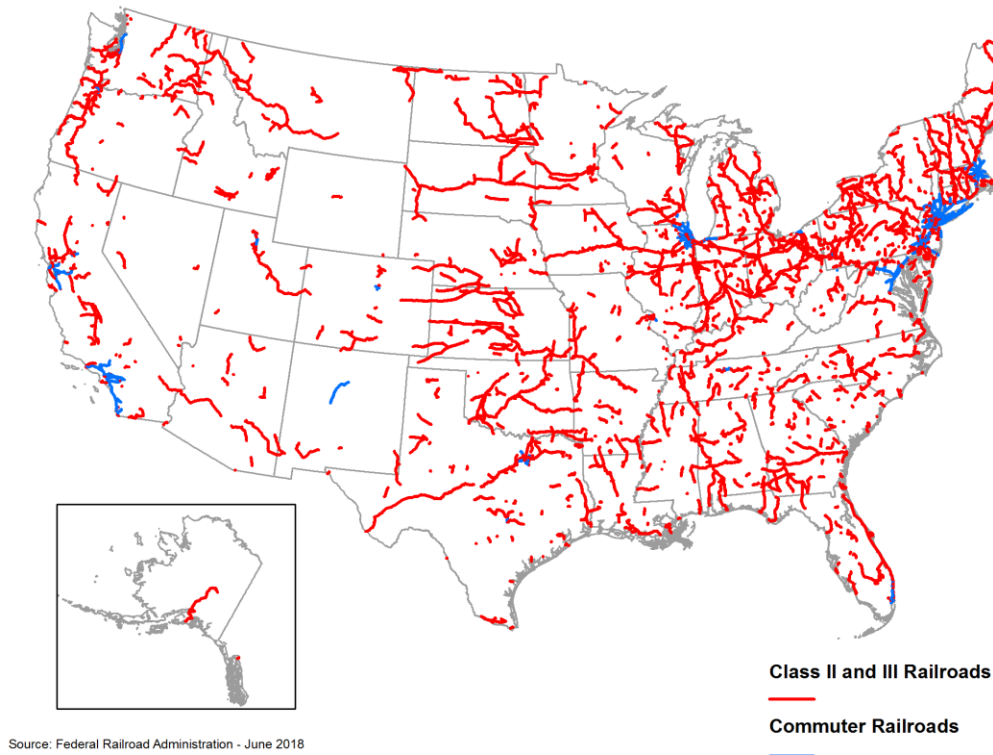 Class II and III Railroads
Commuter Railroads
Source: Federal Railroad Administration - June 2018